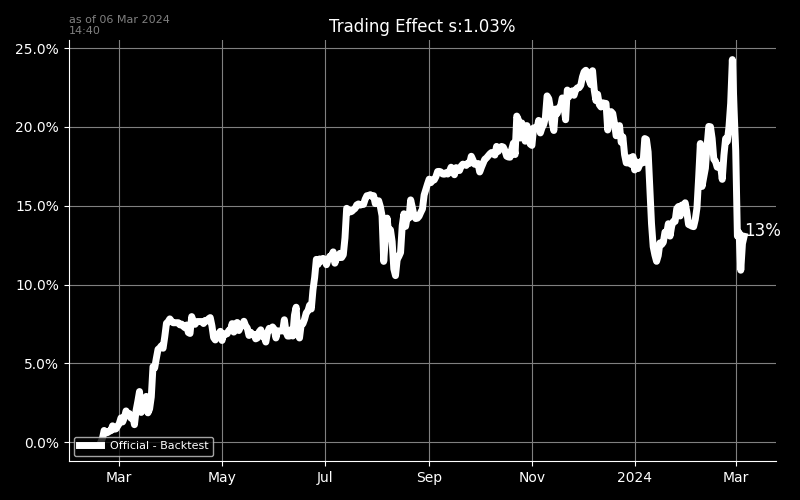 as of 06 Mar 2024
14:40
Trading Effect s:1.03%
25.0%
20.0%
15.0%
10.0%
5.0%
0.0%
13%
Official - Backtest
Mar May Jul Sep Nov 2024 Mar